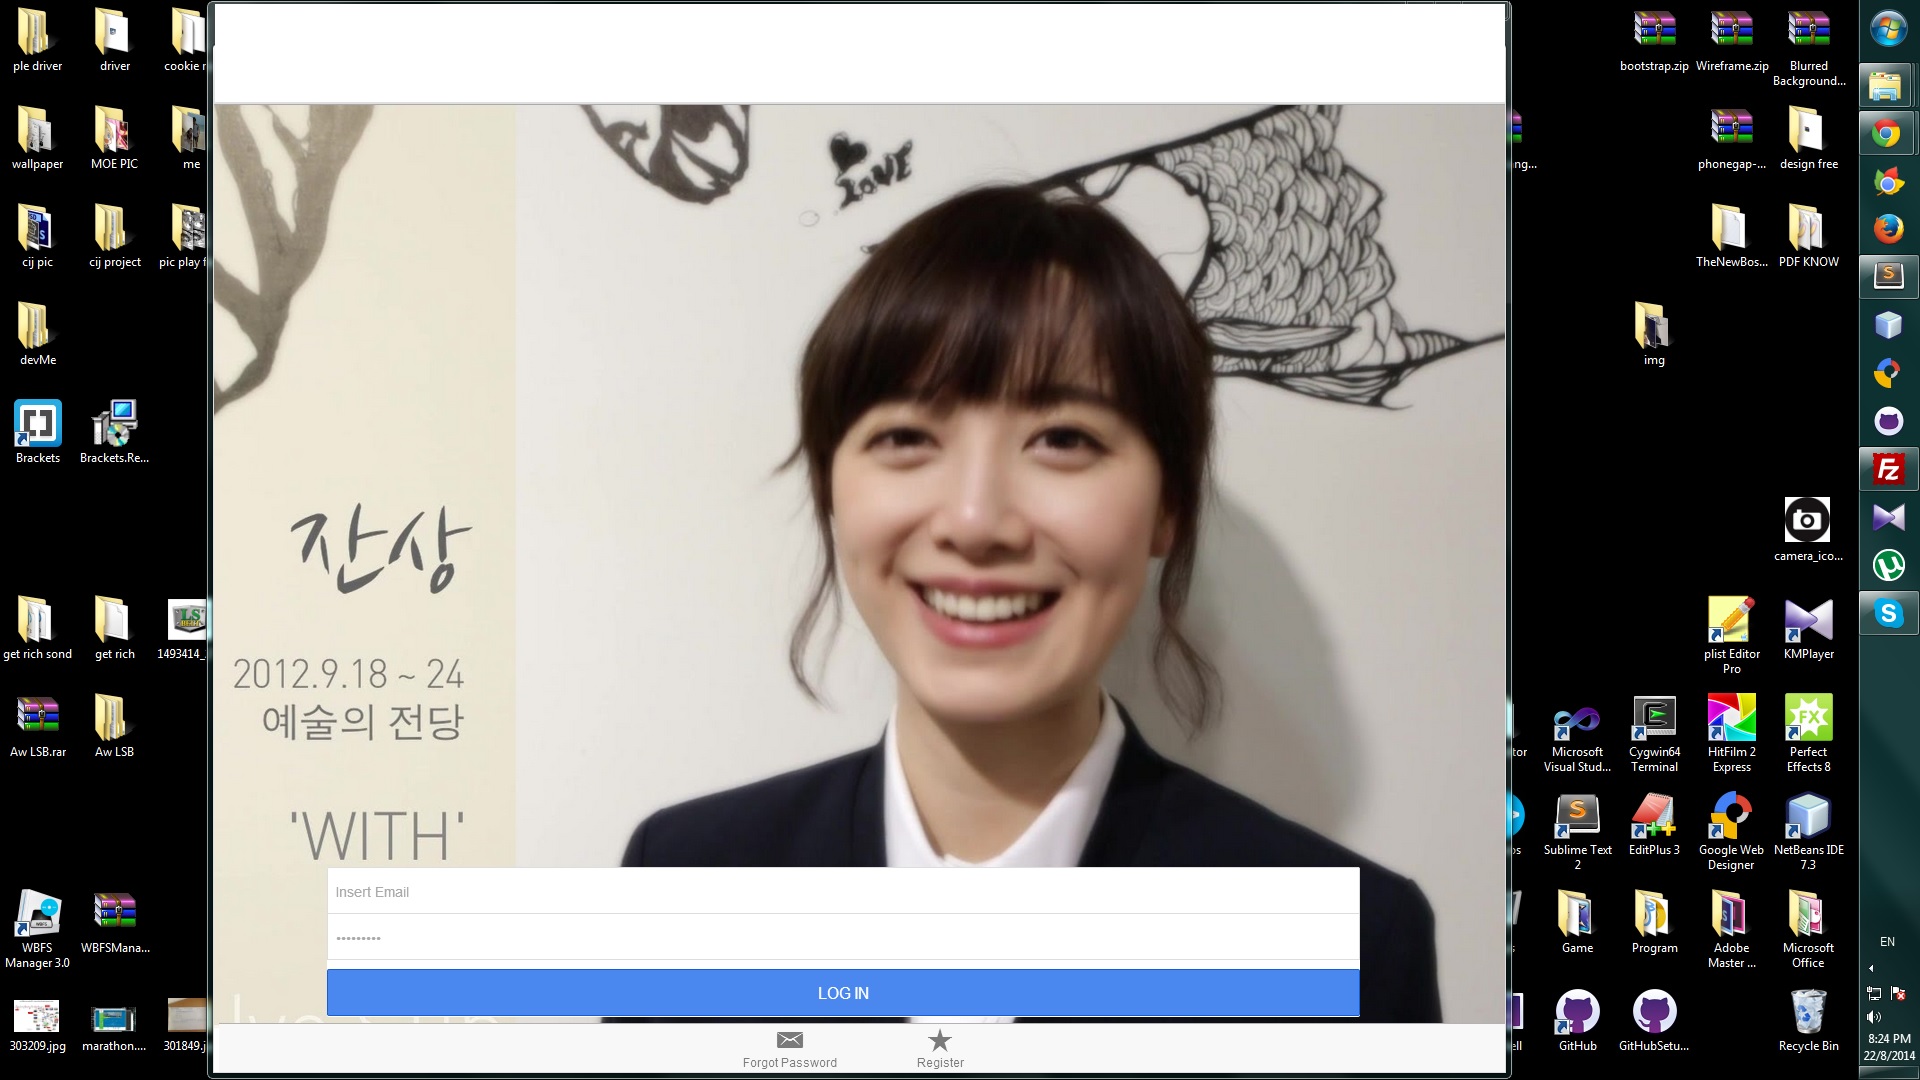 ple driver
driver
cookie r
wallpaper
MOE PIC
me
cij pic
cij project
pic play f
devMe
Brackets
Brackets.Re...
get rich sond
get rich
1493414_
LS
Aw LSB.rar
Aw LSB
WBFS
Manager 3.0
WBFSMana...
303209.jpg
marathon....
301849.j
LOVE
잔상
2012.9.18 ~ 24
예술의 전당
'WITH'
Insert Email
LOG IN
Forgot Password
Register
bootstrap.zip
Wireframe.zip
Blurred
Background...
ng...
phonegap-...
design free
TheNewBos...
PDF KNOW
img
camera_ico...
plist Editor
Pro
KMPlayer
tor
Microsoft
Visual Stud...
Cygwin64
Terminal
HitFilm 2
Express
FX
Perfect
Effects 8
os
Sublime Text
2
EditPlus 3
Google Web
Designer
NetBeans IDE
7.3
s
Game
Program
Adobe
Master ...
Microsoft
Office
ell
GitHub
GitHubSetu...
Recycle Bin
EN
8:24 PM
22/8/2014